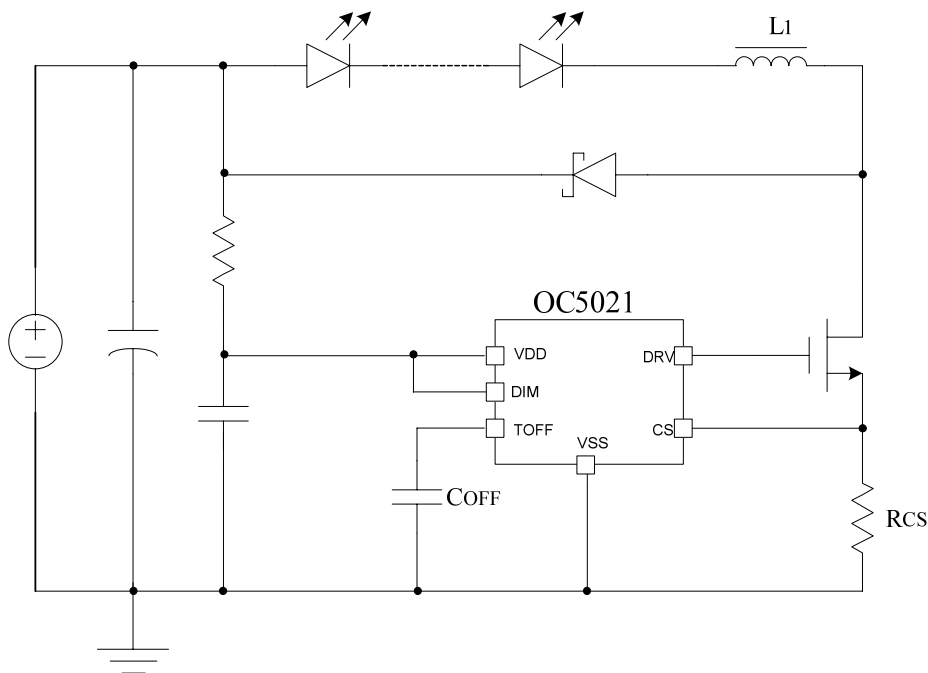 L1
OC5021
VDD
DRV
DIM
TOFF
CS
VSS
COFF
RCS